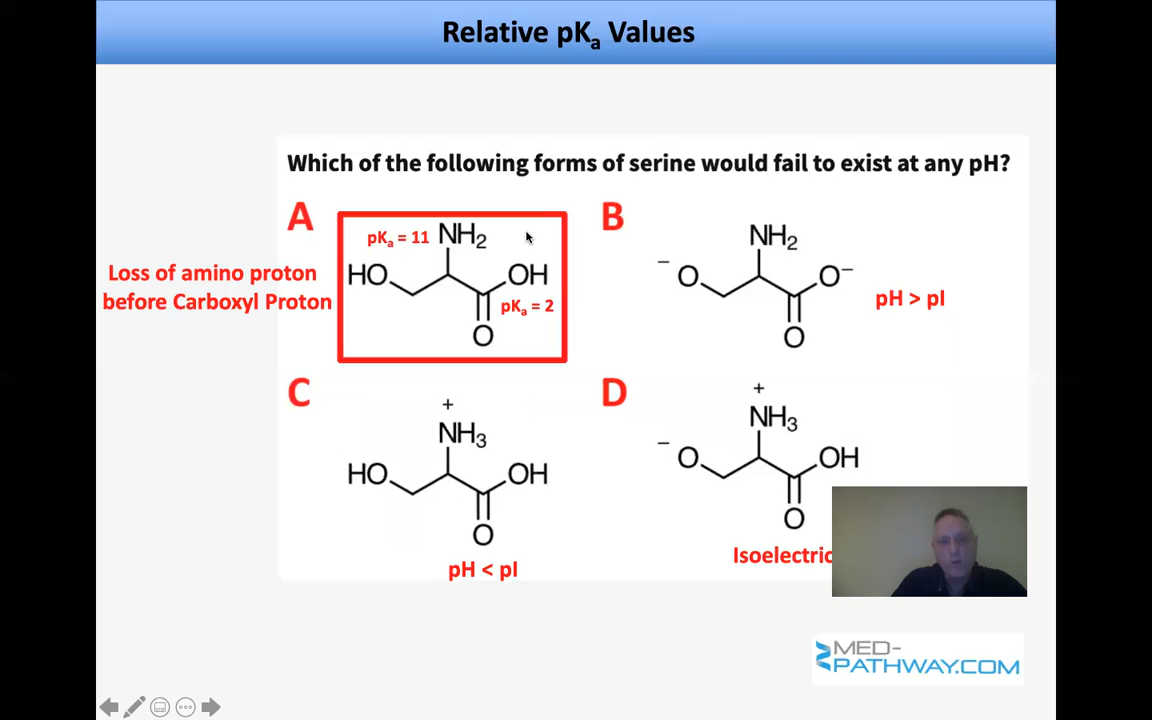 Relative pKa Values
Which of the following forms of serine would fail to exist at any pH?
A
pKa = 11
NH2
HO
OH
pKa = 2
O
Loss of amino proton
before Carboxyl Proton
B
NH2
− O
O−
O
pH > pI
C
+
NH3
HO
OH
O
pH < pI
D
+
NH3
− O
OH
O
Isoelectric
MED-
PATHWAY.COM